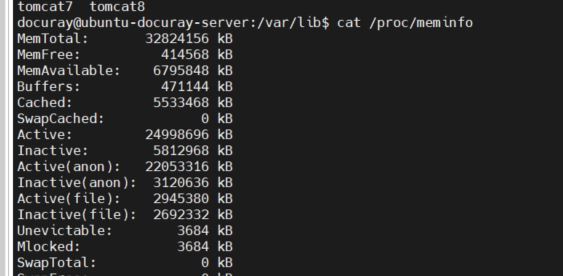 tomcat7  tomcat8
docuray@ubuntu-docuray-server:/var/lib$ cat /proc/meminfo
MemTotal:       32824156 kB
MemFree:          414568 kB
MemAvailable:    6795848 kB
Buffers:          471144 kB
Cached:          5533468 kB
SwapCached:            0 kB
Active:         24998696 kB
Inactive:        5812968 kB
Active(anon):   22053316 kB
Inactive(anon):  3120636 kB
Active(file):    2945380 kB
Inactive(file):  2692332 kB
Unevictable:        3684 kB
Mlocked:            3684 kB
SwapTotal:             0 kB